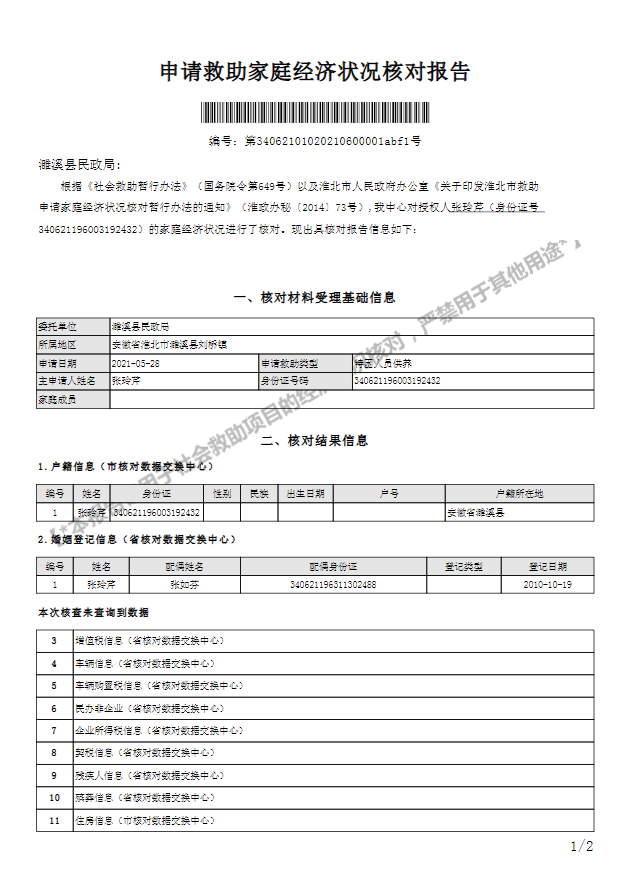 申请救助家庭经济状况核对报告
编号：第34062101020210600001abf1号
濉溪县民政局：
根据《社会救助暂行办法》（国务院令第649号）以及淮北市人民政府办公室《关于印发淮北市救助
申请家庭经济状况核对暂行办法的通知》（淮政办秘〔2014〕73号），我中心对授权人张玲芹（身份证号
340621196003192432）的家庭经济状况进行了核对。现出具核对报告信息如下：
一、核对材料受理基础信息
委托单位 濉溪县民政局
所属地区 安徽省淮北市濉溪县刘桥镇
申请日期 2021-05-28 申请救助类型 特困人员供养
主申请人姓名 张玲芹 身份证号码 340621196003192432
家庭成员
二、核对结果信息
1.户籍信息（市核对数据交换中心）
编号 姓名 身份证 性别 民族 出生日期 户号 户籍所在地
1 张玲芹 340621196003192432 安徽省濉溪县
2.婚姻登记信息（省核对数据交换中心）
编号 姓名 配偶姓名 配偶身份证 登记类型 登记日期
1 张玲芹 张如芬 340621196311302488 2010-10-19
本次核查未查询到数据
3 增值税信息（省核对数据交换中心）
4 车辆信息（省核对数据交换中心）
5 车辆购置税信息（省核对数据交换中心）
6 民办非企业（省核对数据交换中心）
7 企业所得税信息（省核对数据交换中心）
8 契税信息（省核对数据交换中心）
9 残疾人信息（省核对数据交换中心）
10 殡葬信息（省核对数据交换中心）
11 住房信息（市核对数据交换中心）
【*本报告 用于社会救助项目的经济 况核对，严禁用于其他用途*】
1/2